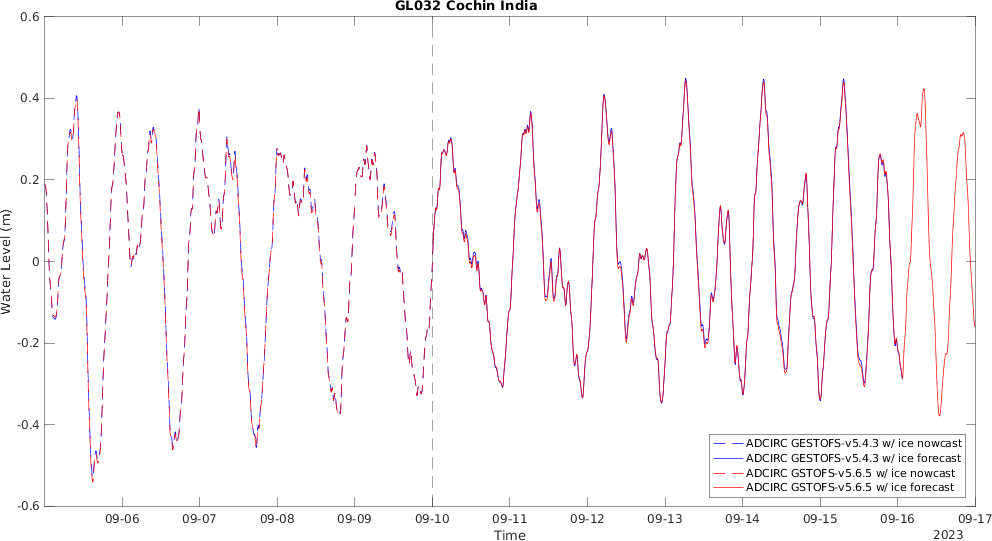 GL032 Cochin India
0.6
0.4
0.2
0
-0.2
-0.4
-0.6
Water Level (m)
ADCIRC GESTOFS-v5.4.3 w/ ice nowcast
ADCIRC GESTOFS-v5.4.3 w/ ice forecast
ADCIRC GSTOFS-v5.6.5 w/ ice nowcast
ADCIRC GSTOFS-v5.6.5 w/ ice forecast
09-06 09-07 09-08 09-09 09-10 09-11 09-12 09-13 09-14 09-15 09-16 09-17
Time
2023